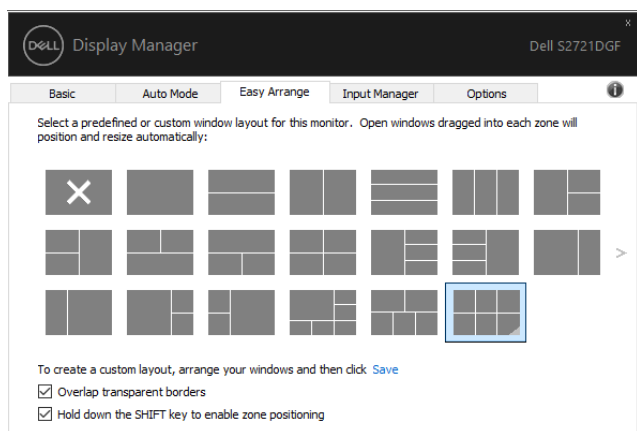 DELL Display Manager
x
Dell S2721DGF
Basic Auto Mode Easy Arrange Input Manager Options
Select a predefined or custom window layout for this monitor. Open windows dragged into each zone will
position and resize automatically:
>
To create a custom layout, arrange your windows and then click Save
Overlap transparent borders
Hold down the SHIFT key to enable zone positioning